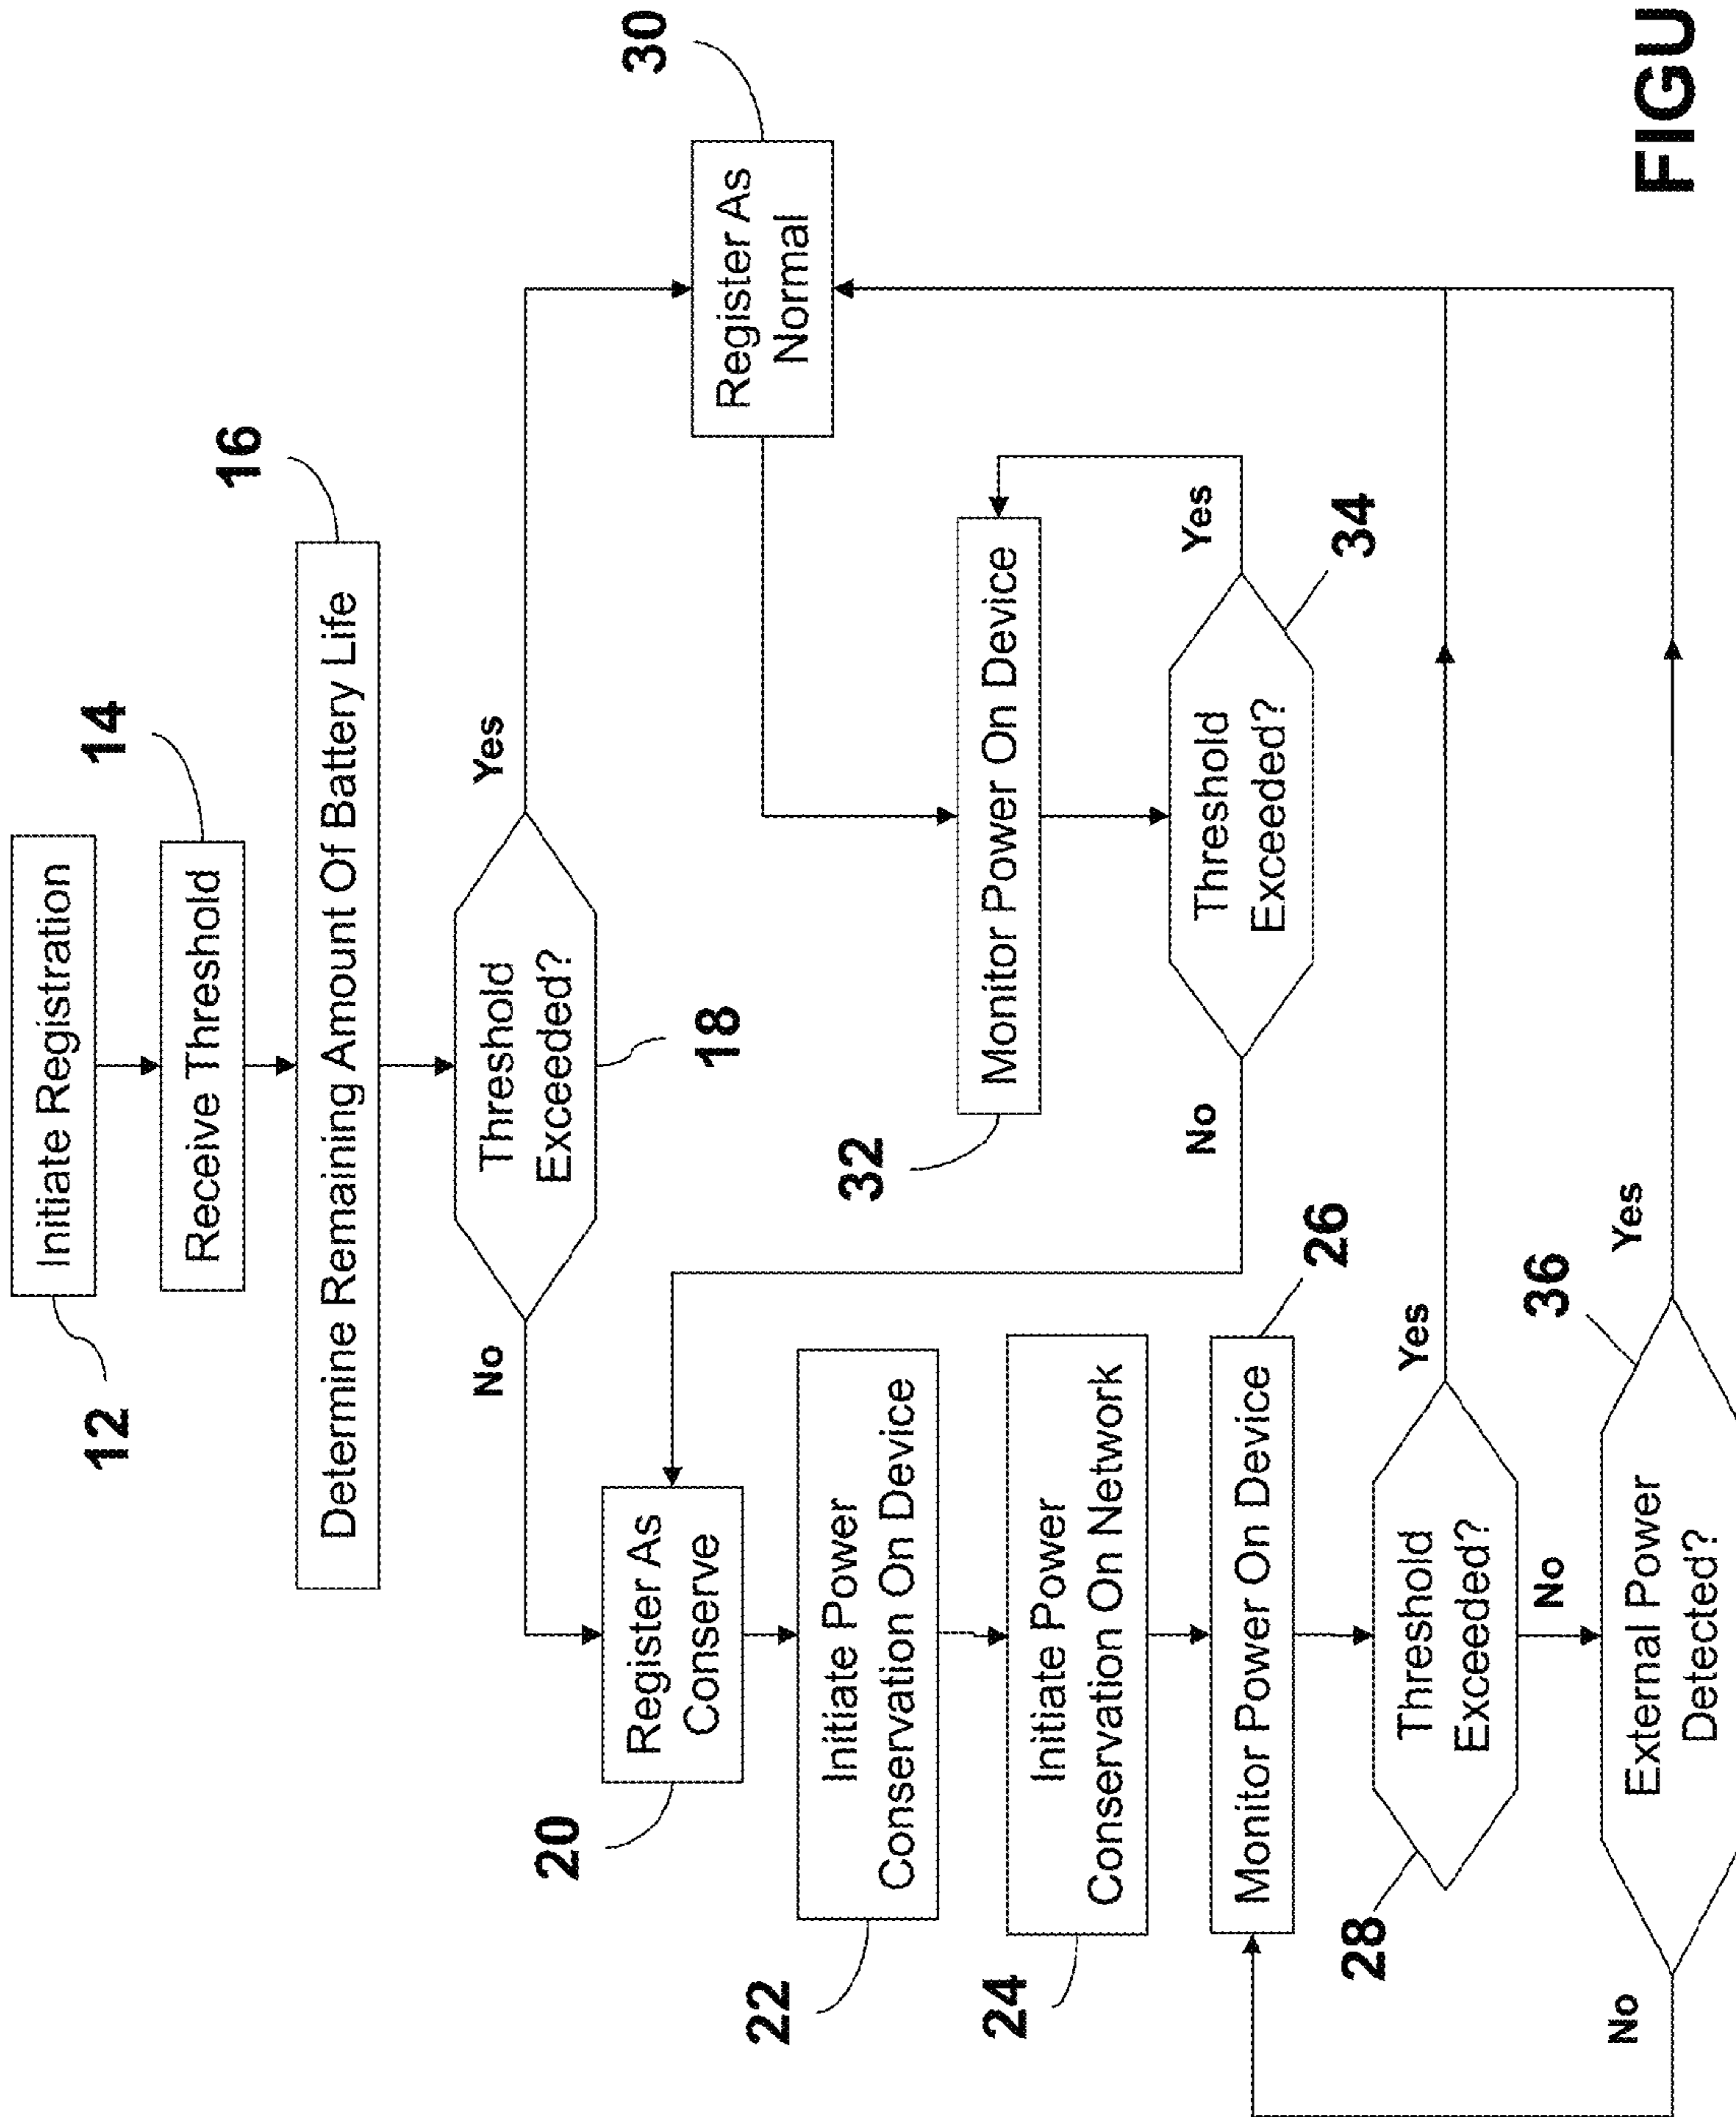 12
Initiate Registration
14
Receive Threshold
16
Determine Remaining Amount Of Battery Life
Threshold
Exceeded?
18
No
Yes
20
Register As
Conserve
30
Register As
Normal
22
Initiate Power
Conservation On Device
24
Initiate Power
Conservation On Network
32
Monitor Power On Device
26
Monitor Power On Device
Threshold
Exceeded?
34
No
Yes
28
Threshold
Exceeded?
Yes
No
36
External Power
Detected?
No
Yes
FIGU